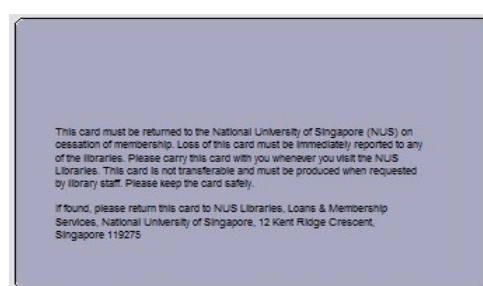 This card must be returned to the National University of Singapore (NUS) on
cessation of membership. Loss of this card must be immediately reported to any
of the libraries. Please carry this card with you whenever you visit the NUS
Libraries. This card is not transferable and must be produced when requested
by library staff. Please keep the card safely.
If found, please return this card to NUS Libraries, Loans & Membership
Services, National University of Singapore, 12 Kent Ridge Crescent,
Singapore 119275